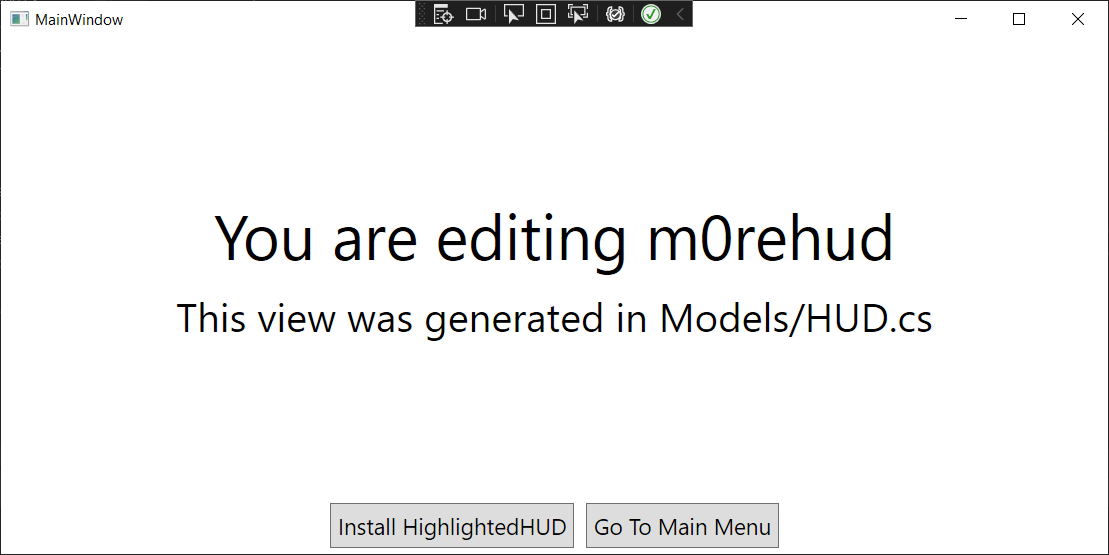 MainWindow
You are editing m0rehud
This view was generated in Models/HUD.cs
Install HighlightedHUD
Go To Main Menu